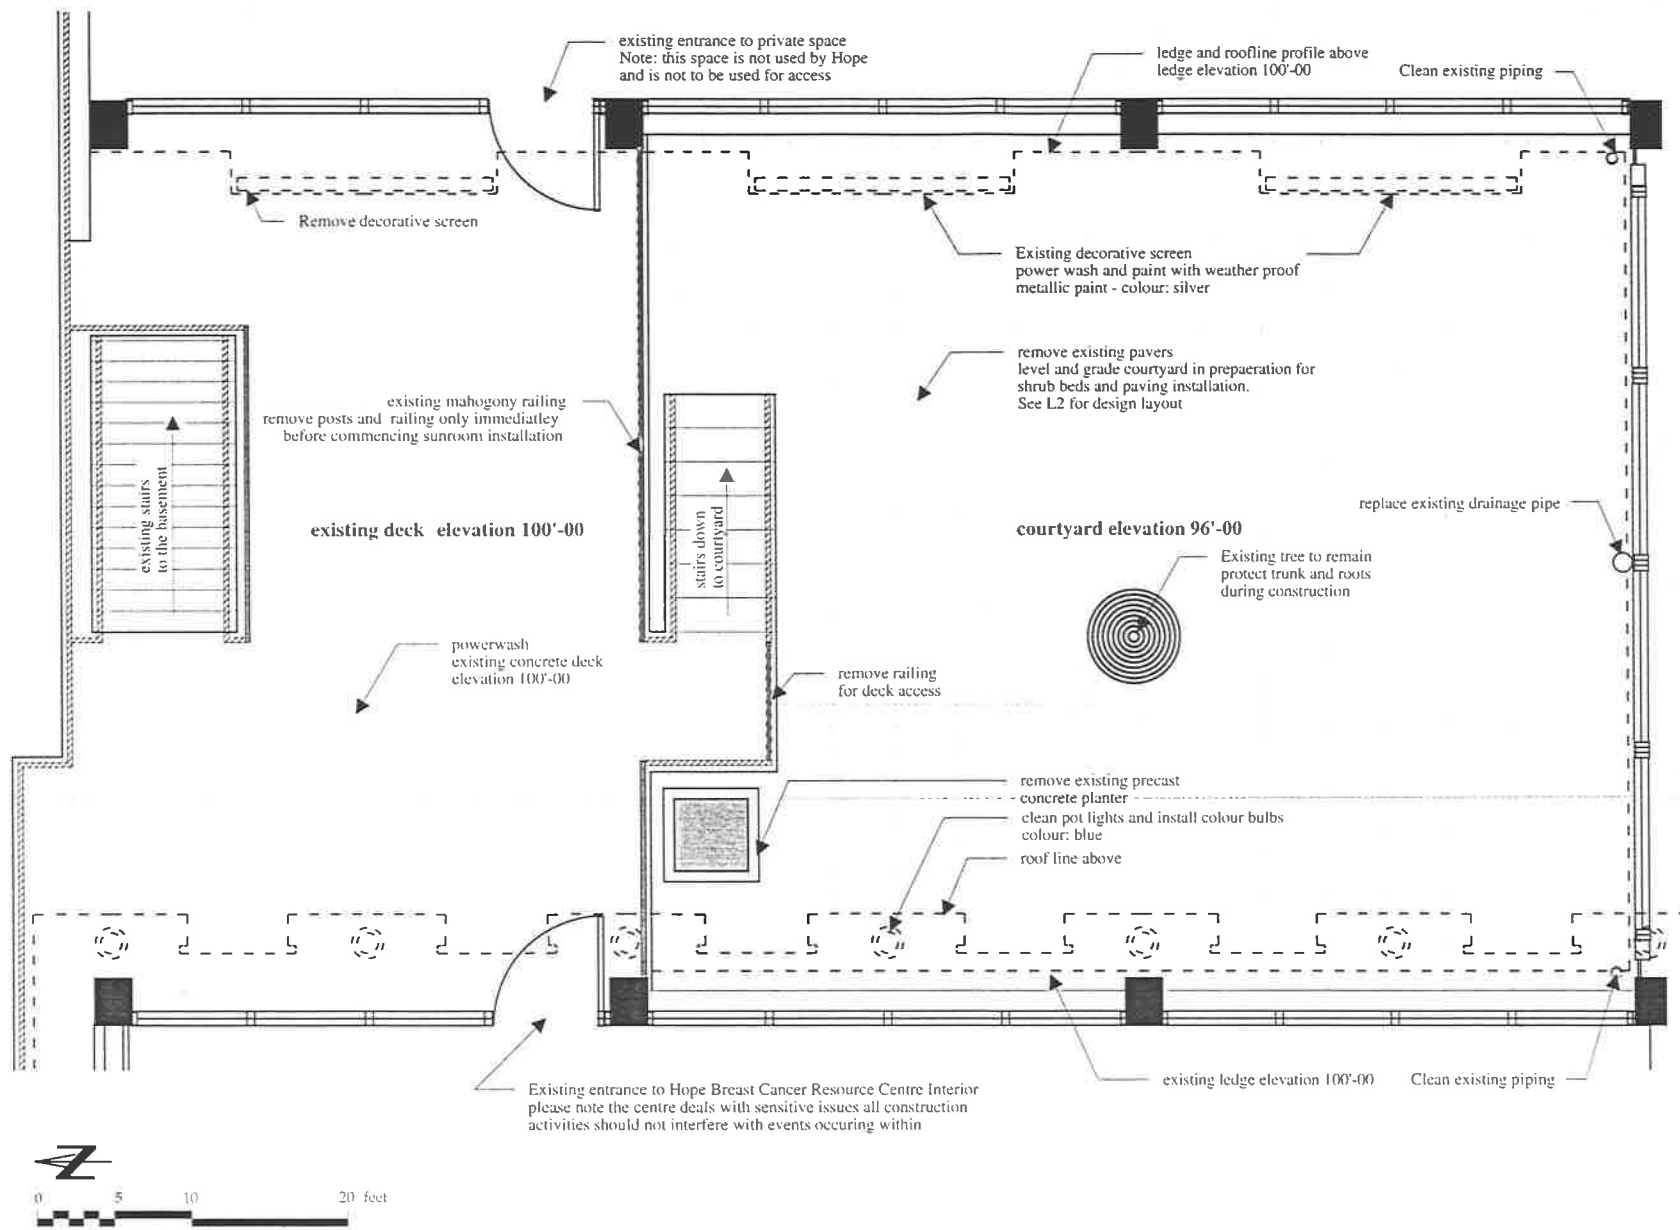 existing entrance to private space
Note: this space is not used by Hope
and is not to be used for access
ledge and roofline profile above
ledge elevation 100'-00
Clean existing piping
Remove decorative screen
Existing decorative screen
power wash and paint with weather proof
metallic paint - colour: silver
remove existing pavers
level and grade courtyard in prepaeration for
shrub beds and paving installation.
See L2 for design layout
existing mahogony railing
remove posts and railing only immediatley
before commencing sunroom installation
existing stairs
to the basement
existing deck elevation 100'-00
stairs down
to courtyard
courtyard elevation 96'-00
replace existing drainage pipe
Existing tree to remain
protect trunk and roots
during construction
powerwash
existing concrete deck
elevation 100'-00
remove railing
for deck access
remove existing precast
concrete planter
clean pot lights and install colour bulbs
colour: blue
roof line above
Existing entrance to Hope Breast Cancer Resource Centre Interior
please note the centre deals with sensitive issues all construction
activities should not interfere with events occuring within
existing ledge elevation 100'-00
Clean existing piping
Z
0 5 10 20 feet